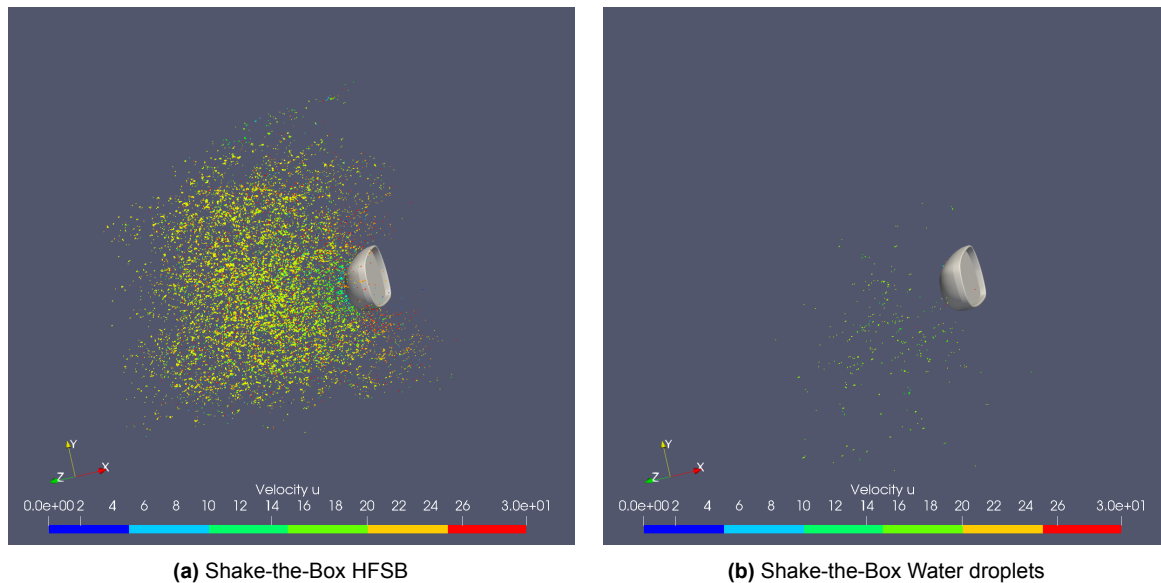 Y
X
Z
Velocity u
0.0e+00 4 6 8 10 12 14 16 18 20 22 24 26 3.0e+01
(a) Shake-the-Box HFSB
Y
X
Z
Velocity u
0.0e+00 2 4 6 8 10 12 14 16 18 20 22 24 26 3.0e+01
(b) Shake-the-Box Water droplets